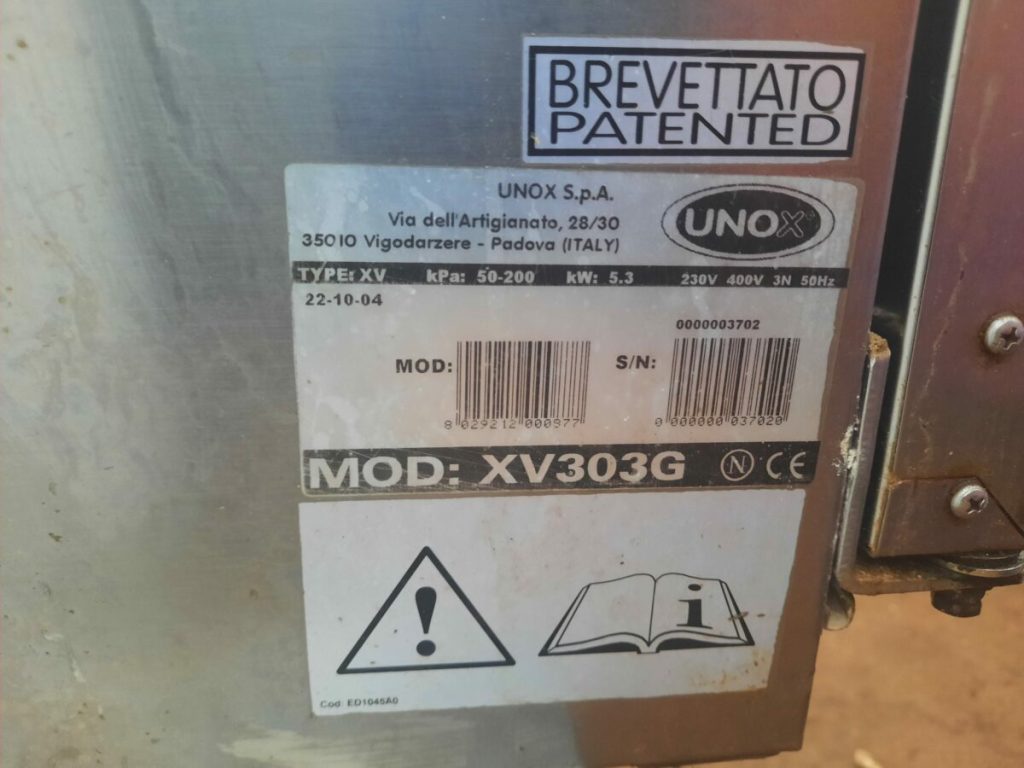 BREVETTATO
PATENTED
UNOX S.p.A.
Via dell'Artigianato, 28/30
35010 Vigodarzere - Padova (ITALY)
UNOX
TYPE: XV kPa: 50-200 kW: 5.3 230V 400V 3N 50Hz
22-10-04
0000003702
MOD: S/N:
8 029212 000977 0 000000 037020
MOD: XV303G N CE
! i
Cod: ED1045A0